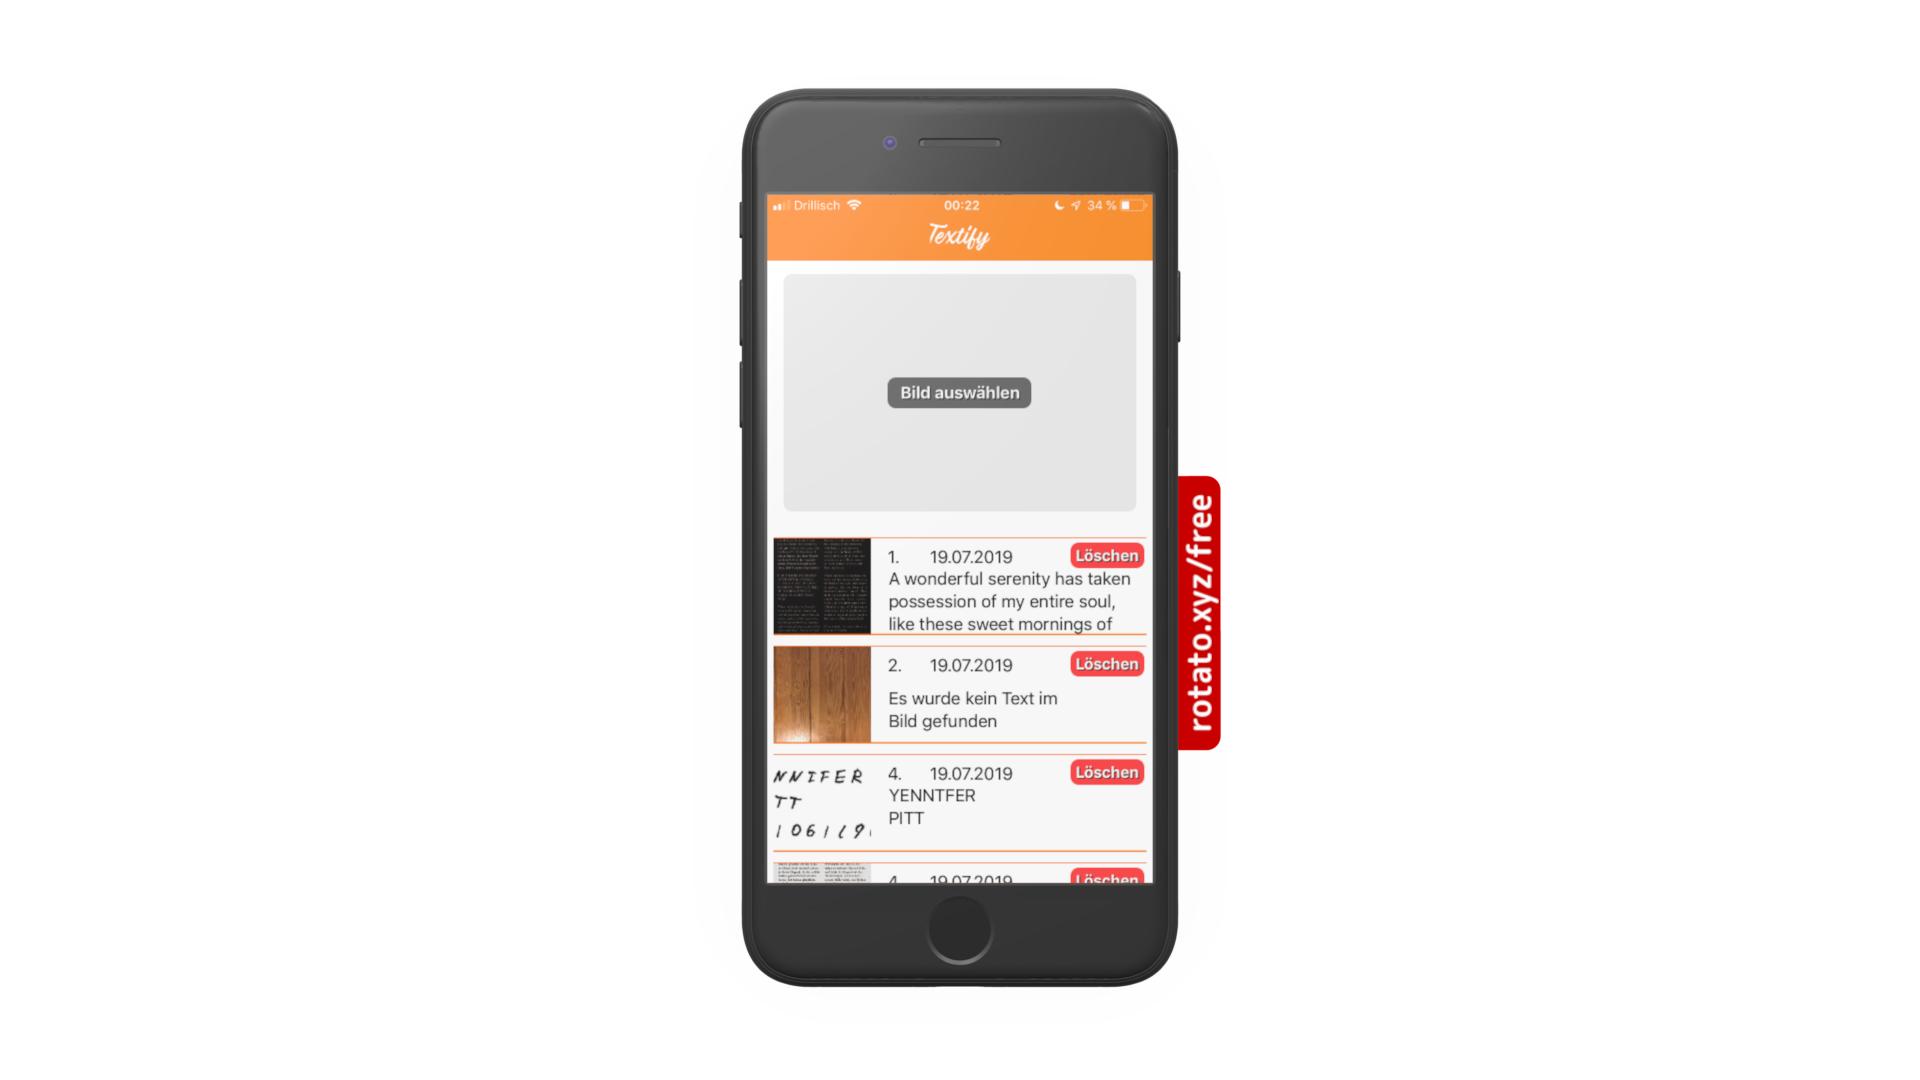 Drillisch
00:22
34 %
Textify
Bild auswählen
1. 19.07.2019 Löschen
A wonderful serenity has taken
possession of my entire soul,
like these sweet mornings of
2. 19.07.2019 Löschen
Es wurde kein Text im
Bild gefunden
NNIFER
TT
4. 19.07.2019 Löschen
YENNTFER
PITT
4. 19.07.2019 Löschen
rotato.xyz/free